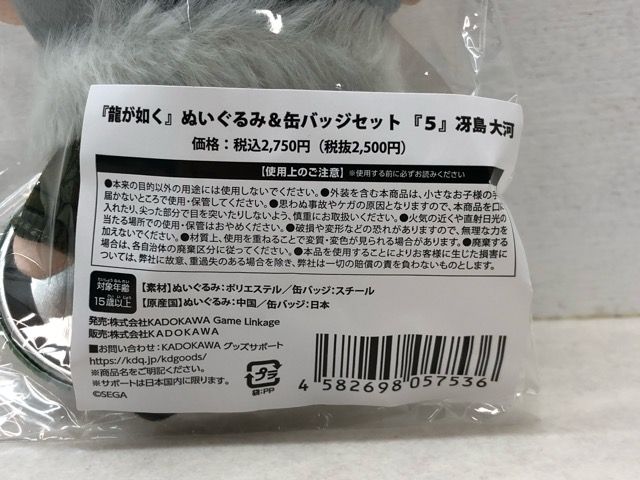 『龍が如く』ぬいぐるみ&缶バッジセット『5』冴島 大河
価格:税込2,750円(税抜2,500円)
【使用上のご注意】※使用する前に必ずお読みください
●本来の目的以外の用途には使用しないでください。●外装を含む本商品は、小さなお子様の手の
届かないところで使用・保管してください。●思わぬ事故やケガの原因となりますので、本商品を口に
入れたり、尖った部分で目を突いたりしないよう、慎重にお取扱いください。●火気の近くや直射日光の
当たる場所での使用・保管はおやめください。●破損や変形などの恐れがありますので、無理な力を
加えないでください。●材質上、使用を重ねることで変質・変色が見られる場合があります。●廃棄する
場合は、各自治体の廃棄区分に従ってください。●本品を使用することによりお客様に生じた損害に
ついては、弊社に故意、重過失のある場合を除き、弊社は一切の賠償の責を負わないものとします。
対象年齢
15歳以上
【素材】ぬいぐるみ:ポリエステル/缶バッジ:スチール
【原産国】ぬいぐるみ:中国/缶バッジ:日本
発売:株式会社KADOKAWA Game Linkage
販売:株式会社KADOKAWA
■お問い合わせ:KADOKAWA グッズサポート
https://kdq.jp/kdgoods/
※商品名をご明記ください。
※サポートは日本国内に限ります。
©SEGA
プラ
袋:PP
4 582698 057536